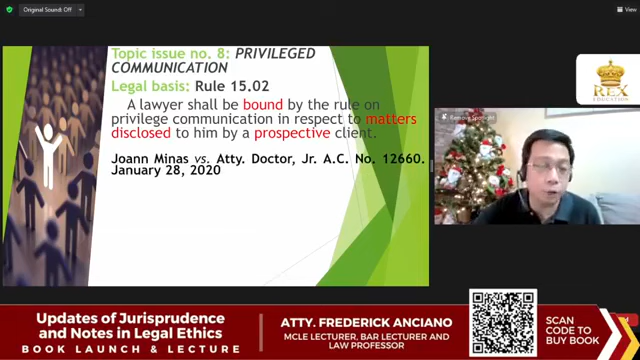 Original Sound: Off
View
Topic issue no. 8: PRIVILEGED
COMMUNICATION
Legal basis: Rule 15.02
A lawyer shall be bound by the rule on
privilege communication in respect to matters
disclosed to him by a prospective client.
Joann Minas vs. Atty. Doctor, Jr. A.C. No. 12660.
January 28, 2020
REX
EDUCATION
Remove Spotlight
Updates of Jurisprudence
and Notes in Legal Ethics
BOOK LAUNCH & LECTURE
ATTY. FREDERICK ANCIANO
MCLE LECTURER, BAR LECTURER AND
LAW PROFESSOR
SCAN
CODE TO
BUY BOOK